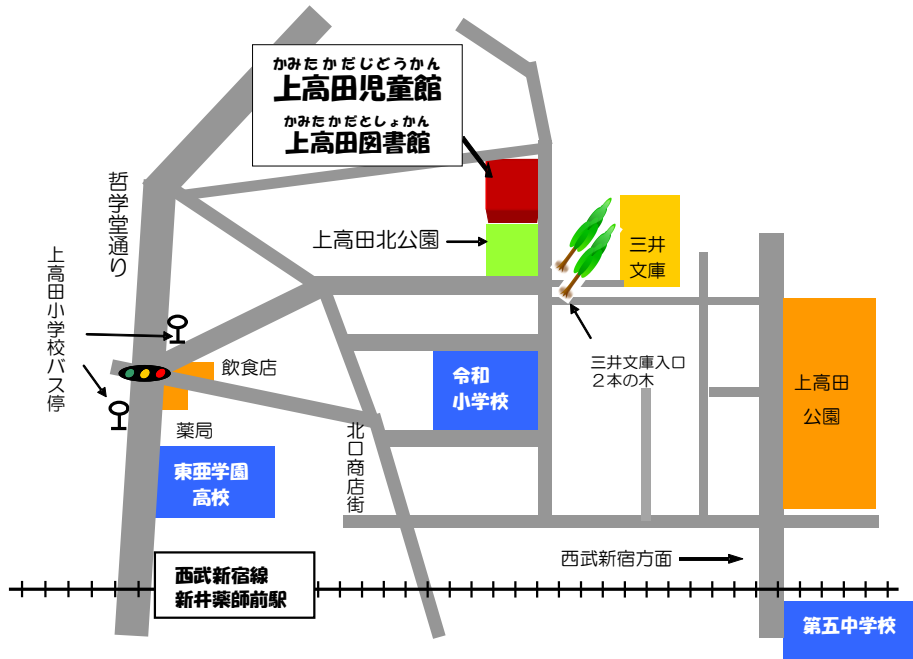 かみたかだじどうかん
上高田児童館
かみたかだとしょかん
上高田図書館
哲学堂通り
上高田北公園
三井
文庫
上高田小学校バス停
飲食店
三井文庫入口
２本の木
令和
小学校
上高田
公園
薬局
北口商店街
東亜学園
高校
西武新宿方面
西武新宿線
新井薬師前駅
第五中学校